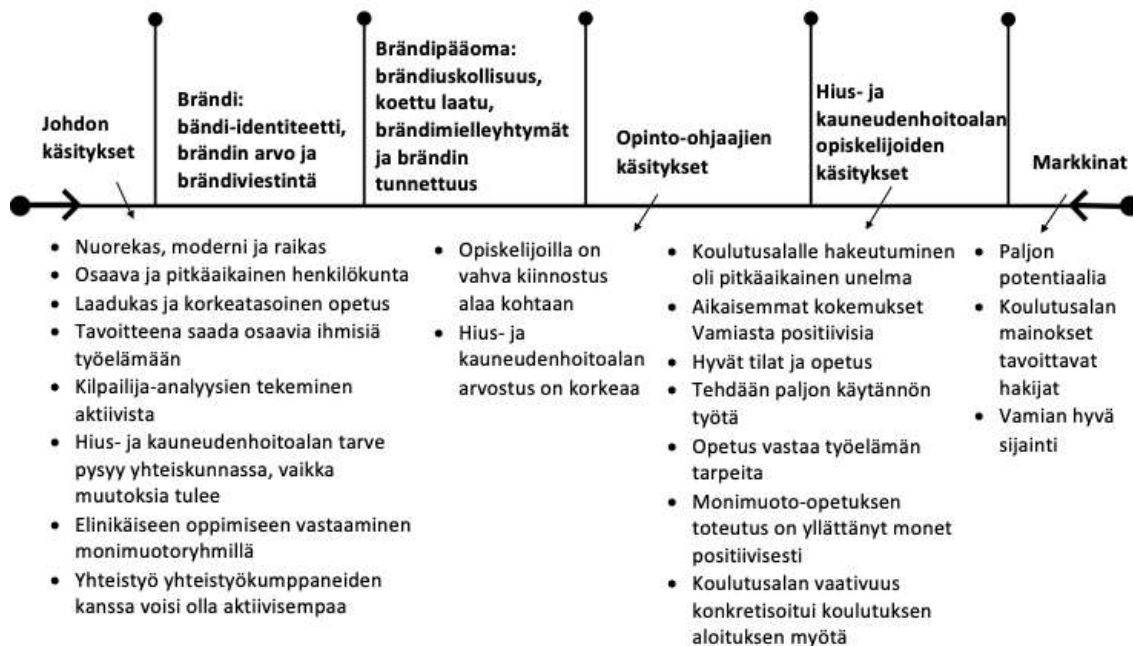 Johdon
käsitykset
Brändi:
bändi-identiteetti,
brändin arvo ja
brändiviestintä
Brändipääoma:
brändiuskollisuus,
koettu laatu,
brändimielleyhtymät
ja brändin
tunnettuus
Opinto-ohjaajien
käsitykset
Hius- ja
kauneudenhoitoalan
opiskelijoiden
käsitykset
Markkinat
• Nuorekas, moderni ja raikas
• Osaava ja pitkäaikainen henkilökunta
• Laadukas ja korkeatasoinen opetus
• Tavoitteena saada osaavia ihmisiä
työelämään
• Kilpailija-analyysien tekeminen
aktiivista
• Hius- ja kauneudenhoitoalan tarve
pysyy yhteiskunnassa, vaikka
muutoksia tulee
• Elinikäiseen oppimiseen vastaaminen
monimuotoryhmillä
• Yhteistyö yhteistyökumppaneiden
kanssa voisi olla aktiivisempaa
• Opiskelijoilla on
vahva kiinnostus
alaa kohtaan
• Hius- ja
kauneudenhoitoalan
arvostus on korkeaa
• Koulutusalalle hakeutuminen
oli pitkäaikainen unelma
• Aikaisemmat kokemukset
Vamiasta positiivisia
• Hyvät tilat ja opetus
• Tehdään paljon käytännön
työtä
• Opetus vastaa työelämän
tarpeita
• Monimuoto-opetuksen
toteutus on yllättänyt monet
positiivisesti
• Koulutusalan vaativuus
konkretisoitui koulutuksen
aloituksen myötä
• Paljon
potentiaalia
• Koulutusalan
mainokset
tavoittavat
hakijat
• Vamian hyvä
sijainti